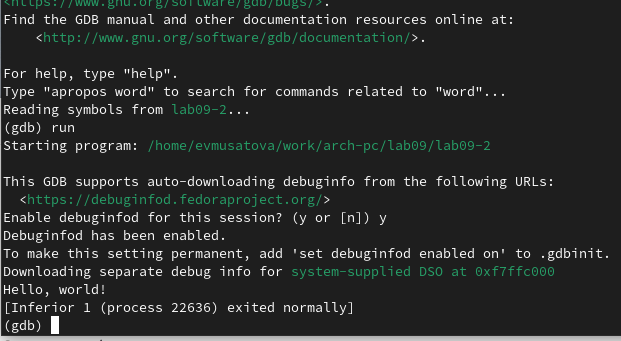 <https://www.gnu.org/software/gdb/bugs/>.
Find the GDB manual and other documentation resources online at:
    <http://www.gnu.org/software/gdb/documentation/>.

For help, type "help".
Type "apropos word" to search for commands related to "word"...
Reading symbols from lab09-2...
(gdb) run
Starting program: /home/evmusatova/work/arch-pc/lab09/lab09-2

This GDB supports auto-downloading debuginfo from the following URLs:
  <https://debuginfod.fedoraproject.org/>
Enable debuginfod for this session? (y or [n]) y
Debuginfod has been enabled.
To make this setting permanent, add 'set debuginfod enabled on' to .gdbinit.
Downloading separate debug info for system-supplied DSO at 0xf7ffc000
Hello, world!
[Inferior 1 (process 22636) exited normally]
(gdb)